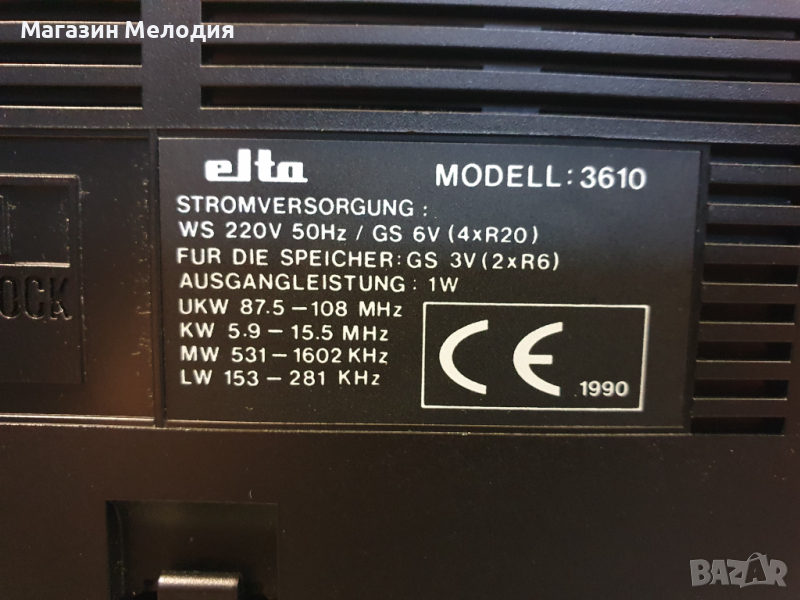 Магазин Мелодия
elta MODELL: 3610
STROMVERSORGUNG :
WS 220V 50Hz / GS 6V (4xR20)
FUR DIE SPEICHER: GS 3V (2xR6)
AUSGANGLEISTUNG : 1W
UKW 87.5 – 108 MHz
KW 5.9 – 15.5 MHz
MW 531 – 1602 KHz
LW 153 – 281 KHz
CE 1990
BAZAR